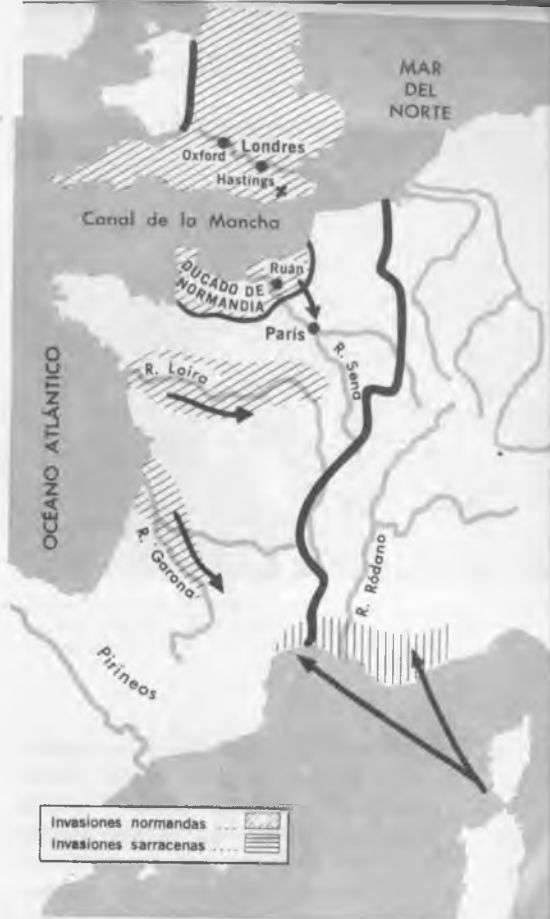 MAR
DEL
NORTE
Oxford
Londres
Hastings
Canal de la Mancha
DUCADO DE
NORMANDIA
Ruán
París
R. Sena
R. Loira
OCÉANO ATLÁNTICO
R. Garona
R. Ródano
Pirineos
Invasiones normandas ...
Invasiones sarracenas ....